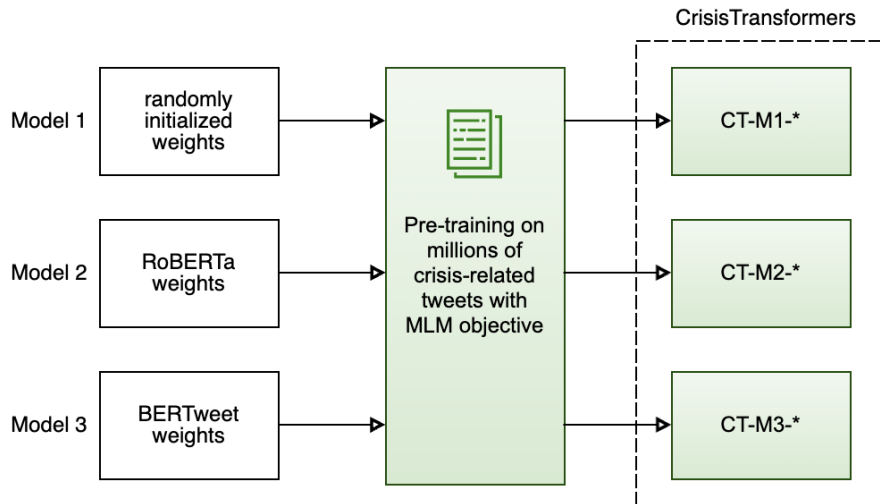 CrisisTransformers
Model 1
randomly
initialized
weights
CT-M1-*
Pre-training on
millions of
crisis-related
tweets with
MLM objective
Model 2
RoBERTa
weights
CT-M2-*
Model 3
BERTweet
weights
CT-M3-*